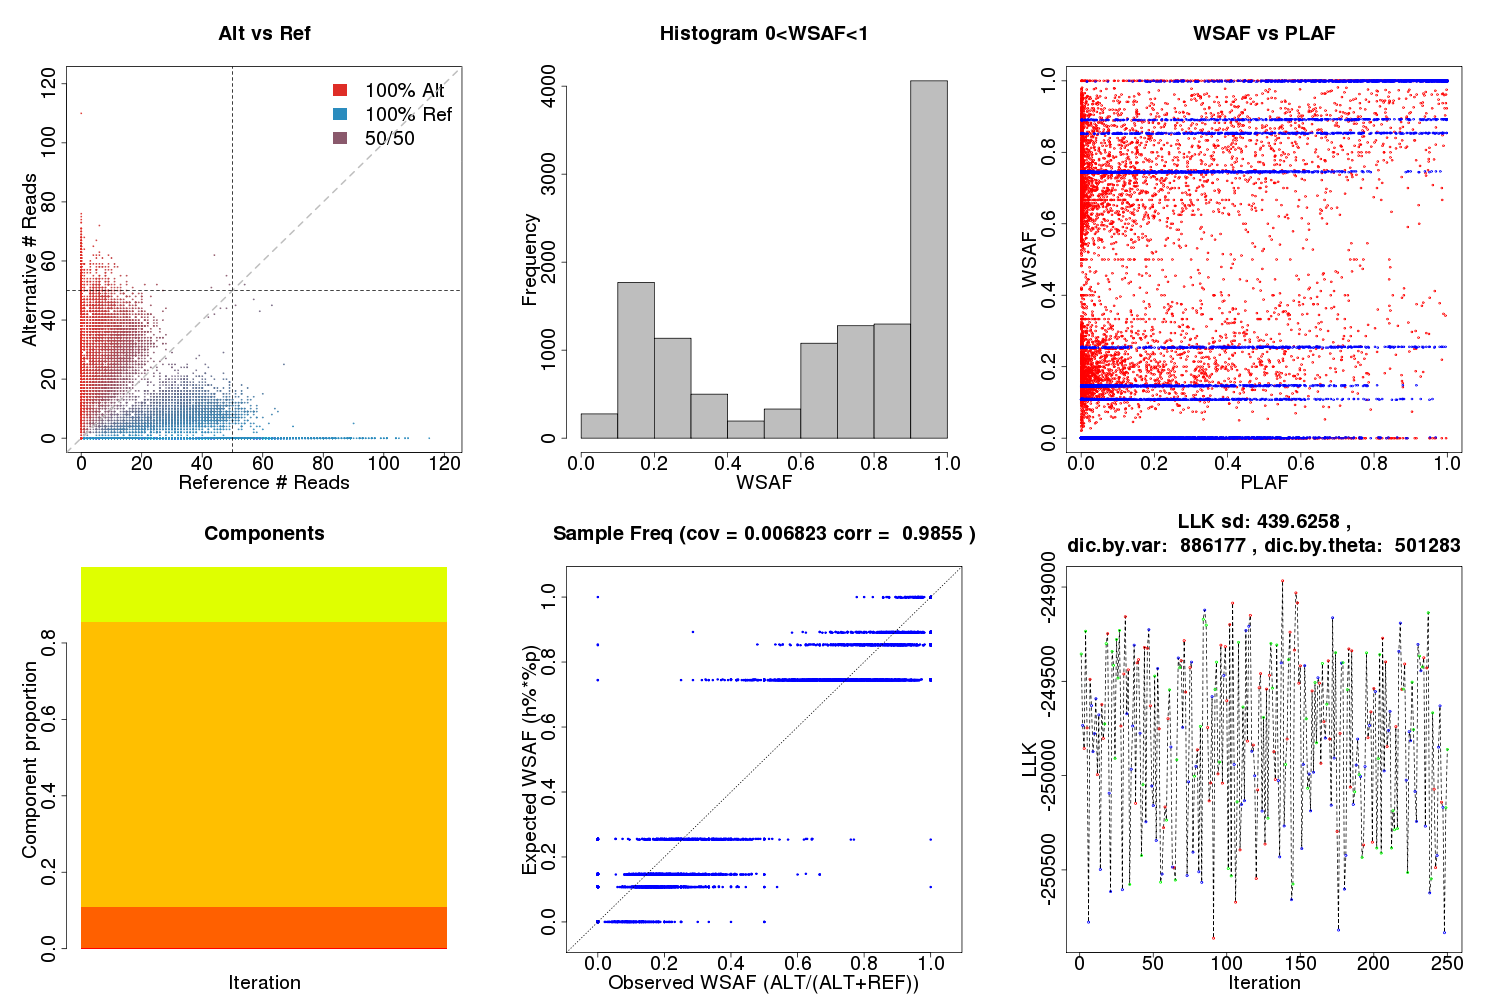 Alt vs Ref
120
100
80
60
40
20
0
Alternative # Reads
100% Alt
100% Ref
50/50
0 20 40 60 80 100 120
Reference # Reads
Histogram 0<WSAF<1
4000
3000
2000
1000
0
Frequency
0.0 0.2 0.4 0.6 0.8 1.0
WSAF
WSAF vs PLAF
1.0
0.8
0.6
0.4
0.2
0.0
WSAF
0.0 0.2 0.4 0.6 0.8 1.0
PLAF
Components
0.8
0.6
0.4
0.2
0.0
Component proportion
Iteration
Sample Freq (cov = 0.006823 corr = 0.9855 )
1.0
0.8
0.6
0.4
0.2
0.0
Expected WSAF (h%*%p)
0.0 0.2 0.4 0.6 0.8 1.0
Observed WSAF (ALT/(ALT+REF))
LLK sd: 439.6258 ,
dic.by.var: 886177 , dic.by.theta: 501283
-249000
-249500
-250000
-250500
LLK
0 50 100 150 200 250
Iteration